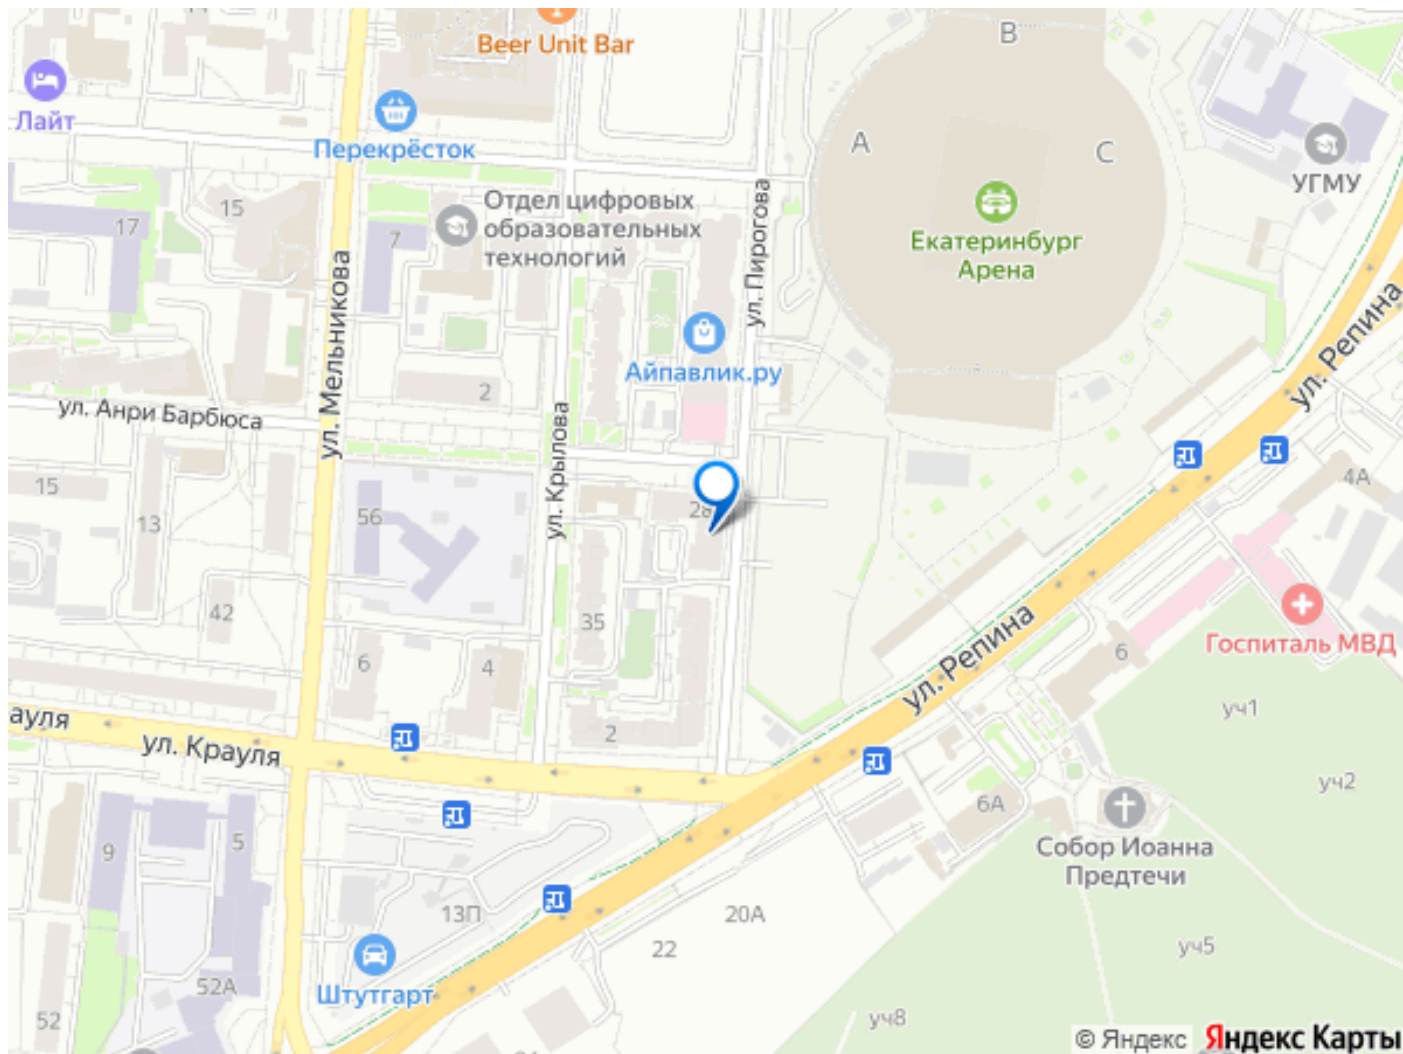 B
Beer Unit Bar
Лайт
Перекрёсток
A
C
УГМУ
Отдел цифровых
образовательных
технологий
15
17
7
ул. Пирогова
Екатеринбург
Арена
ул. Мельникова
ул. Репина
Айпавлик.ру
2
ул. Анри Барбюса
ул. Крылова
4А
15
13
56
28
42
35
6
4
ул. Репина
6
Госпиталь МВД
уч1
ауля
ул. Крауля
2
уч2
6А
Собор Иоанна
Предтечи
9
5
13П
20А
22
уч5
Штутгарт
52А
52
уч8
© Яндекс
Яндекс Карты